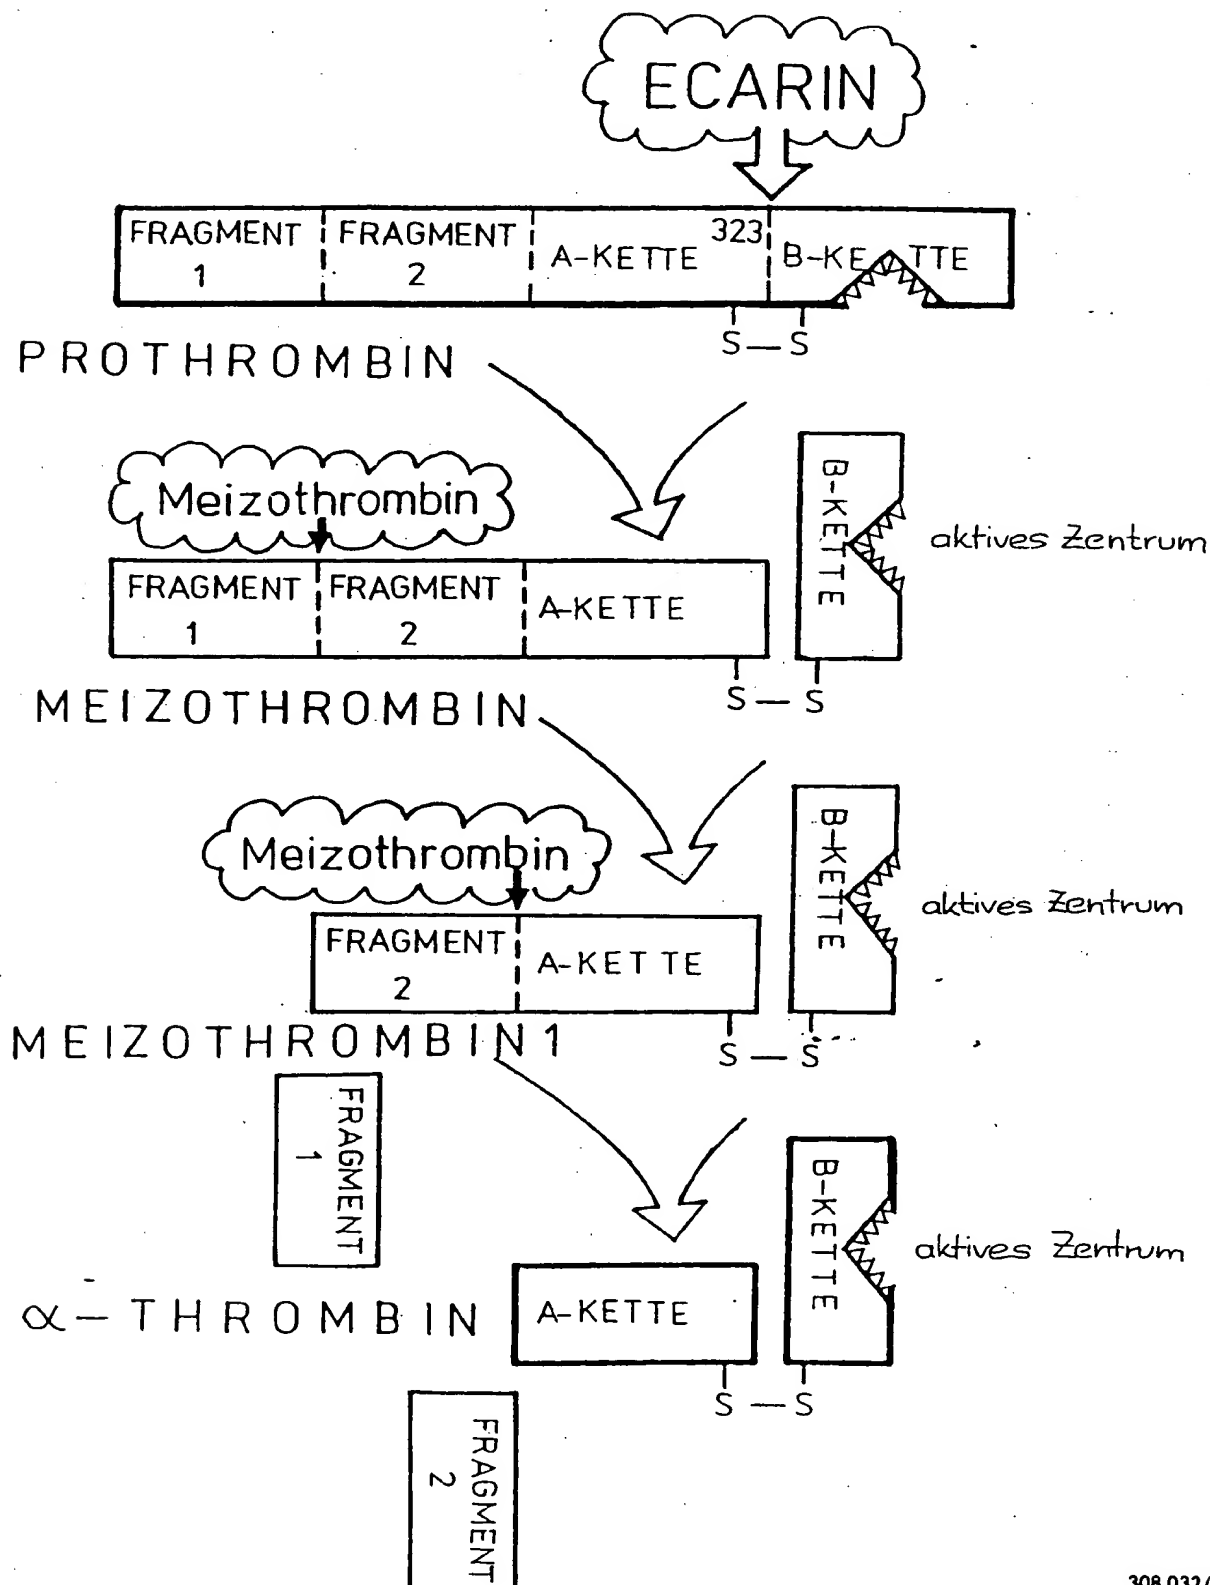 ECARIN
FRAGMENT 1
FRAGMENT 2
A-KETTE
323
B-KETTE
S—S
PROTHROMBIN
Meizothrombin
B-KETTE
aktives Zentrum
FRAGMENT 1
FRAGMENT 2
A-KETTE
S—S
MEIZOTHROMBIN
Meizothrombin
B-KETTE
aktives Zentrum
FRAGMENT 2
A-KETTE
S—S
MEIZOTHROMBIN1
FRAGMENT 1
B-KETTE
aktives Zentrum
α-THROMBIN
A-KETTE
S—S
FRAGMENT 2